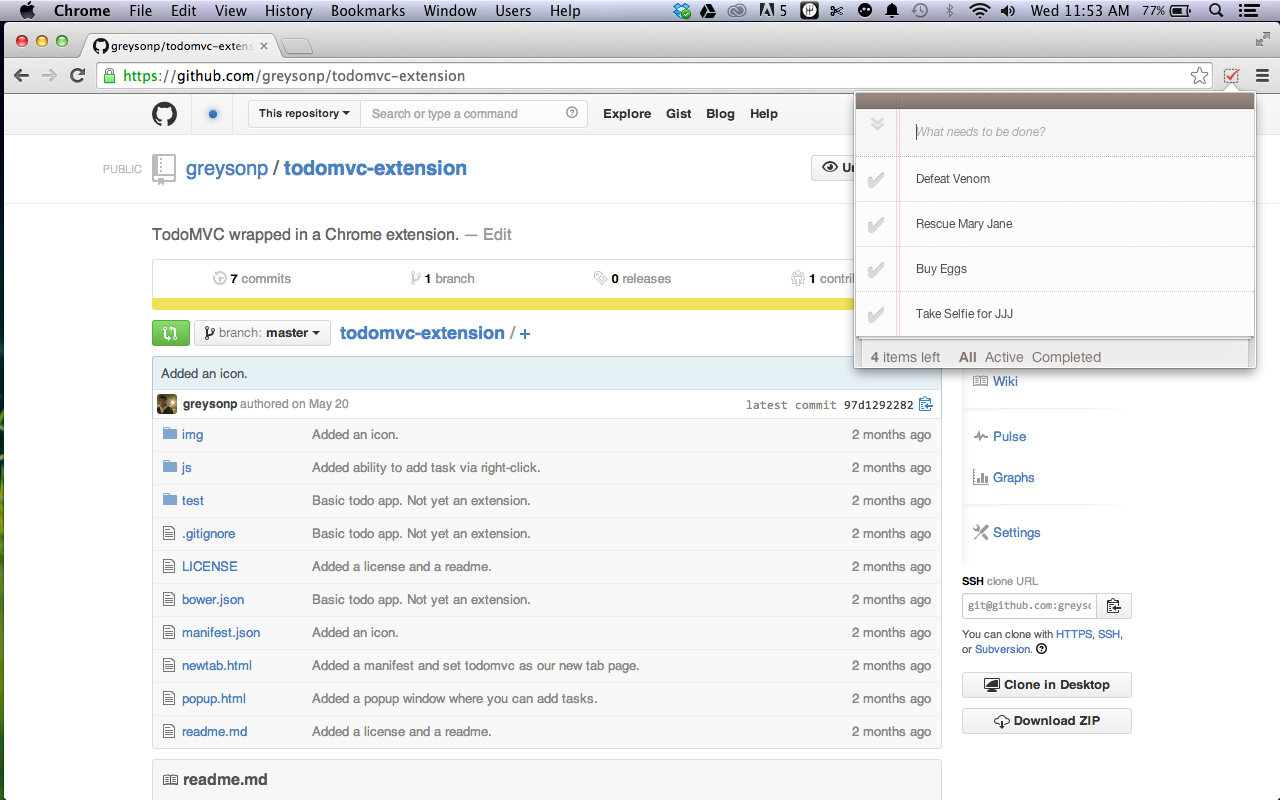 Chrome File Edit View History Bookmarks Window Users Help 5 Wed 11:53 AM 77%
greysonp/todomvc-extens
https://github.com/greysonp/todomvc-extension
This repository Search or type a command Explore Gist Blog Help
PUBLIC greysonp / todomvc-extension
Un
TodoMVC wrapped in a Chrome extension. — Edit
7 commits 1 branch 0 releases 1 contri
branch: master todomvc-extension / +
What needs to be done?
Defeat Venom
Rescue Mary Jane
Buy Eggs
Take Selfie for JJJ
4 items left All Active Completed
Added an icon.
greysonp authored on May 20 latest commit 97d1292282
img Added an icon. 2 months ago
js Added ability to add task via right-click. 2 months ago
test Basic todo app. Not yet an extension. 2 months ago
.gitignore Basic todo app. Not yet an extension. 2 months ago
LICENSE Added a license and a readme. 2 months ago
bower.json Basic todo app. Not yet an extension. 2 months ago
manifest.json Added an icon. 2 months ago
newtab.html Added a manifest and set todomvc as our new tab page. 2 months ago
popup.html Added a popup window where you can add tasks. 2 months ago
readme.md Added a license and a readme. 2 months ago
readme.md
Wiki
Pulse
Graphs
Settings
SSH clone URL
git@github.com:greysc
You can clone with HTTPS, SSH,
or Subversion.
Clone in Desktop
Download ZIP